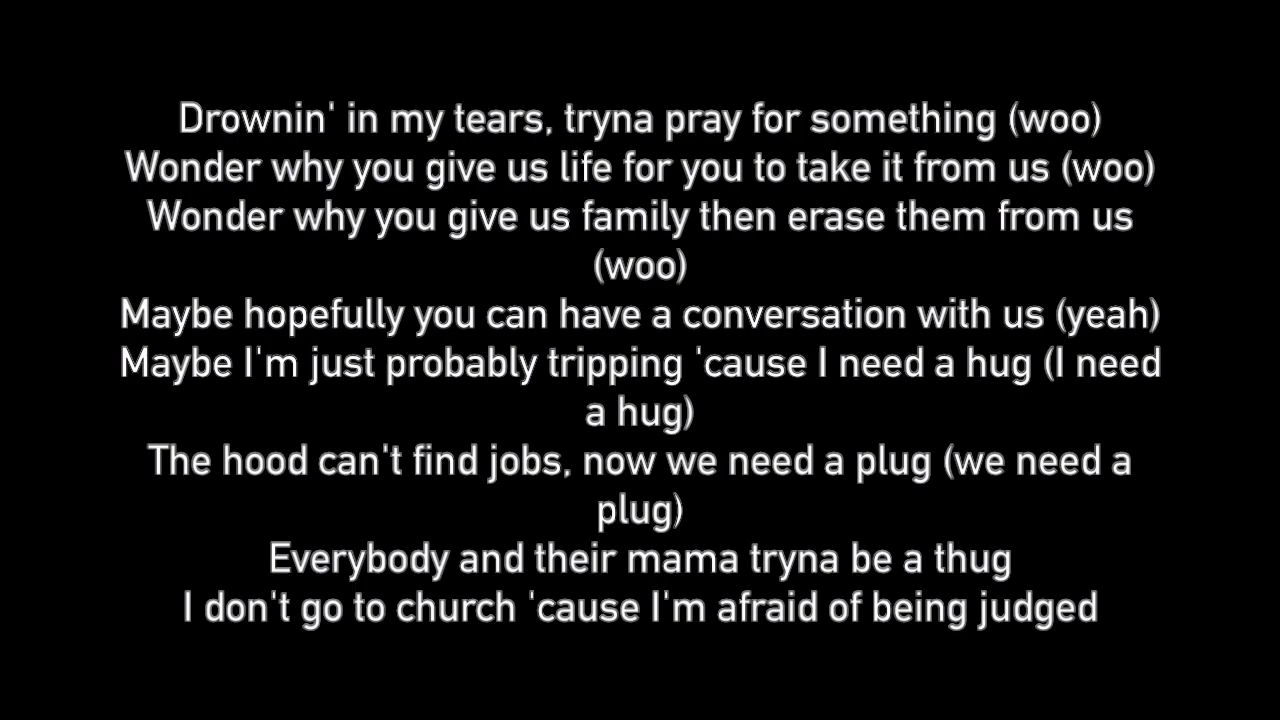 Drownin' in my tears, tryna pray for something (woo)
Wonder why you give us life for you to take it from us (woo)
Wonder why you give us family then erase them from us
(woo)
Maybe hopefully you can have a conversation with us (yeah)
Maybe I'm just probably tripping 'cause I need a hug (I need
a hug)
The hood can't find jobs, now we need a plug (we need a
plug)
Everybody and their mama tryna be a thug
I don't go to church 'cause I'm afraid of being judged